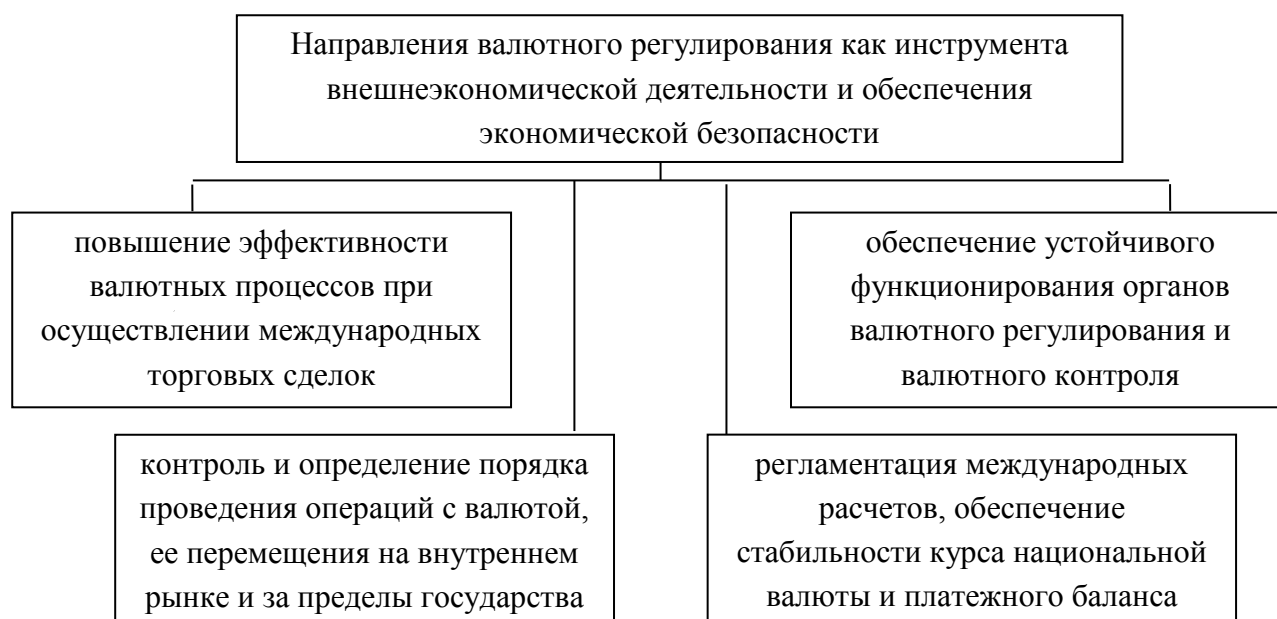 Направления валютного регулирования как инструмента
внешнеэкономической деятельности и обеспечения
экономической безопасности
повышение эффективности
валютных процессов при
осуществлении международных
торговых сделок
обеспечение устойчивого
функционирования органов
валютного регулирования и
валютного контроля
контроль и определение порядка
проведения операций с валютой,
ее перемещения на внутреннем
рынке и за пределы государства
регламентация международных
расчетов, обеспечение
стабильности курса национальной
валюты и платежного баланса